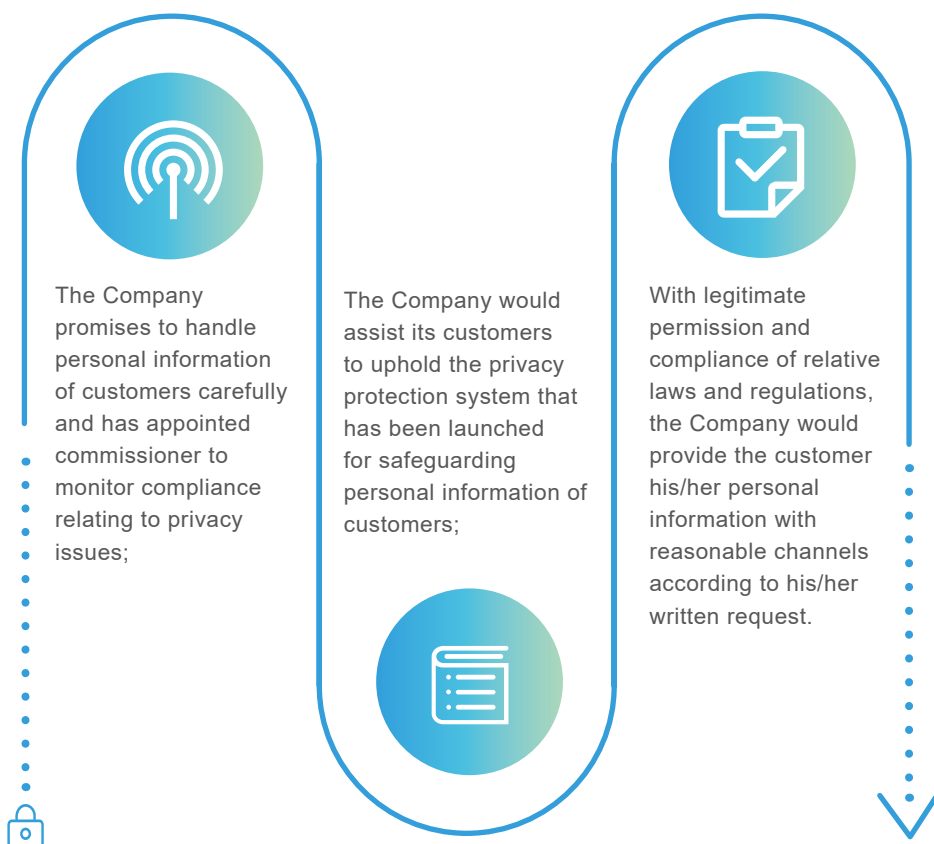 The Company
promises to handle
personal information
of customers carefully
and has appointed
commissioner to
monitor compliance
relating to privacy
issues;
The Company would
assist its customers
to uphold the privacy
protection system that
has been launched
for safeguarding
personal information of
customers;
With legitimate
permission and
compliance of relative
laws and regulations,
the Company would
provide the customer
his/her personal
information with
reasonable channels
according to his/her
written request.